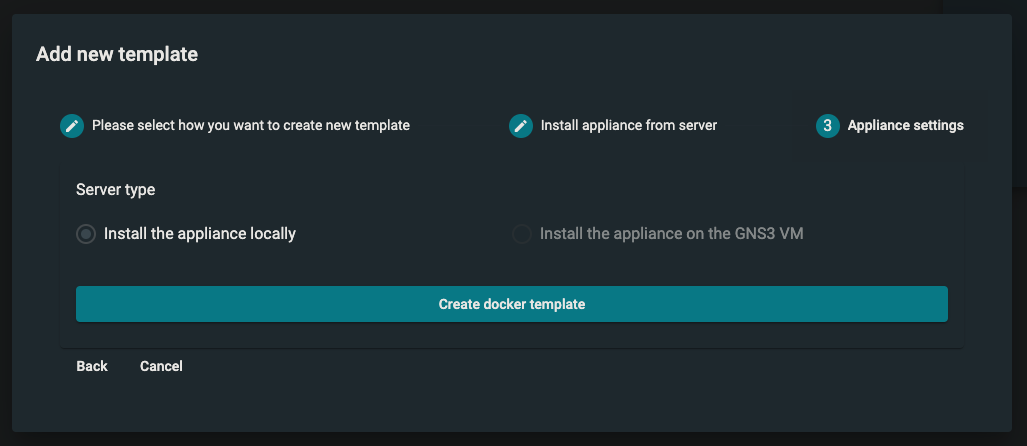 Add new template
Please select how you want to create new template
Install appliance from server
3 Appliance settings
Server type
Install the appliance locally
Install the appliance on the GNS3 VM
Create docker template
Back
Cancel